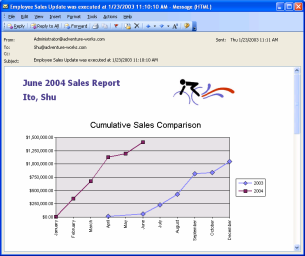 Employee Sales Update was executed at 1/23/2003 11:10:10 AM - Message (HTML)
File Edit View Insert Format Tools Actions Help
Reply Reply to All Forward
From: Administrator@adventure-works.com Sent: Thu 1/23/2003 11:11 AM
To: Shu@adventure-works.com
Cc:
Subject: Employee Sales Update was executed at 1/23/2003 11:10:10 AM
June 2004 Sales Report
Ito, Shu
Cumulative Sales Comparison
$1,500,000.00
$1,250,000.00
$1,000,000.00
$750,000.00
$500,000.00
$250,000.00
$0.00
2003
2004
January
February
March
April
May
June
July
August
September
October
November
December